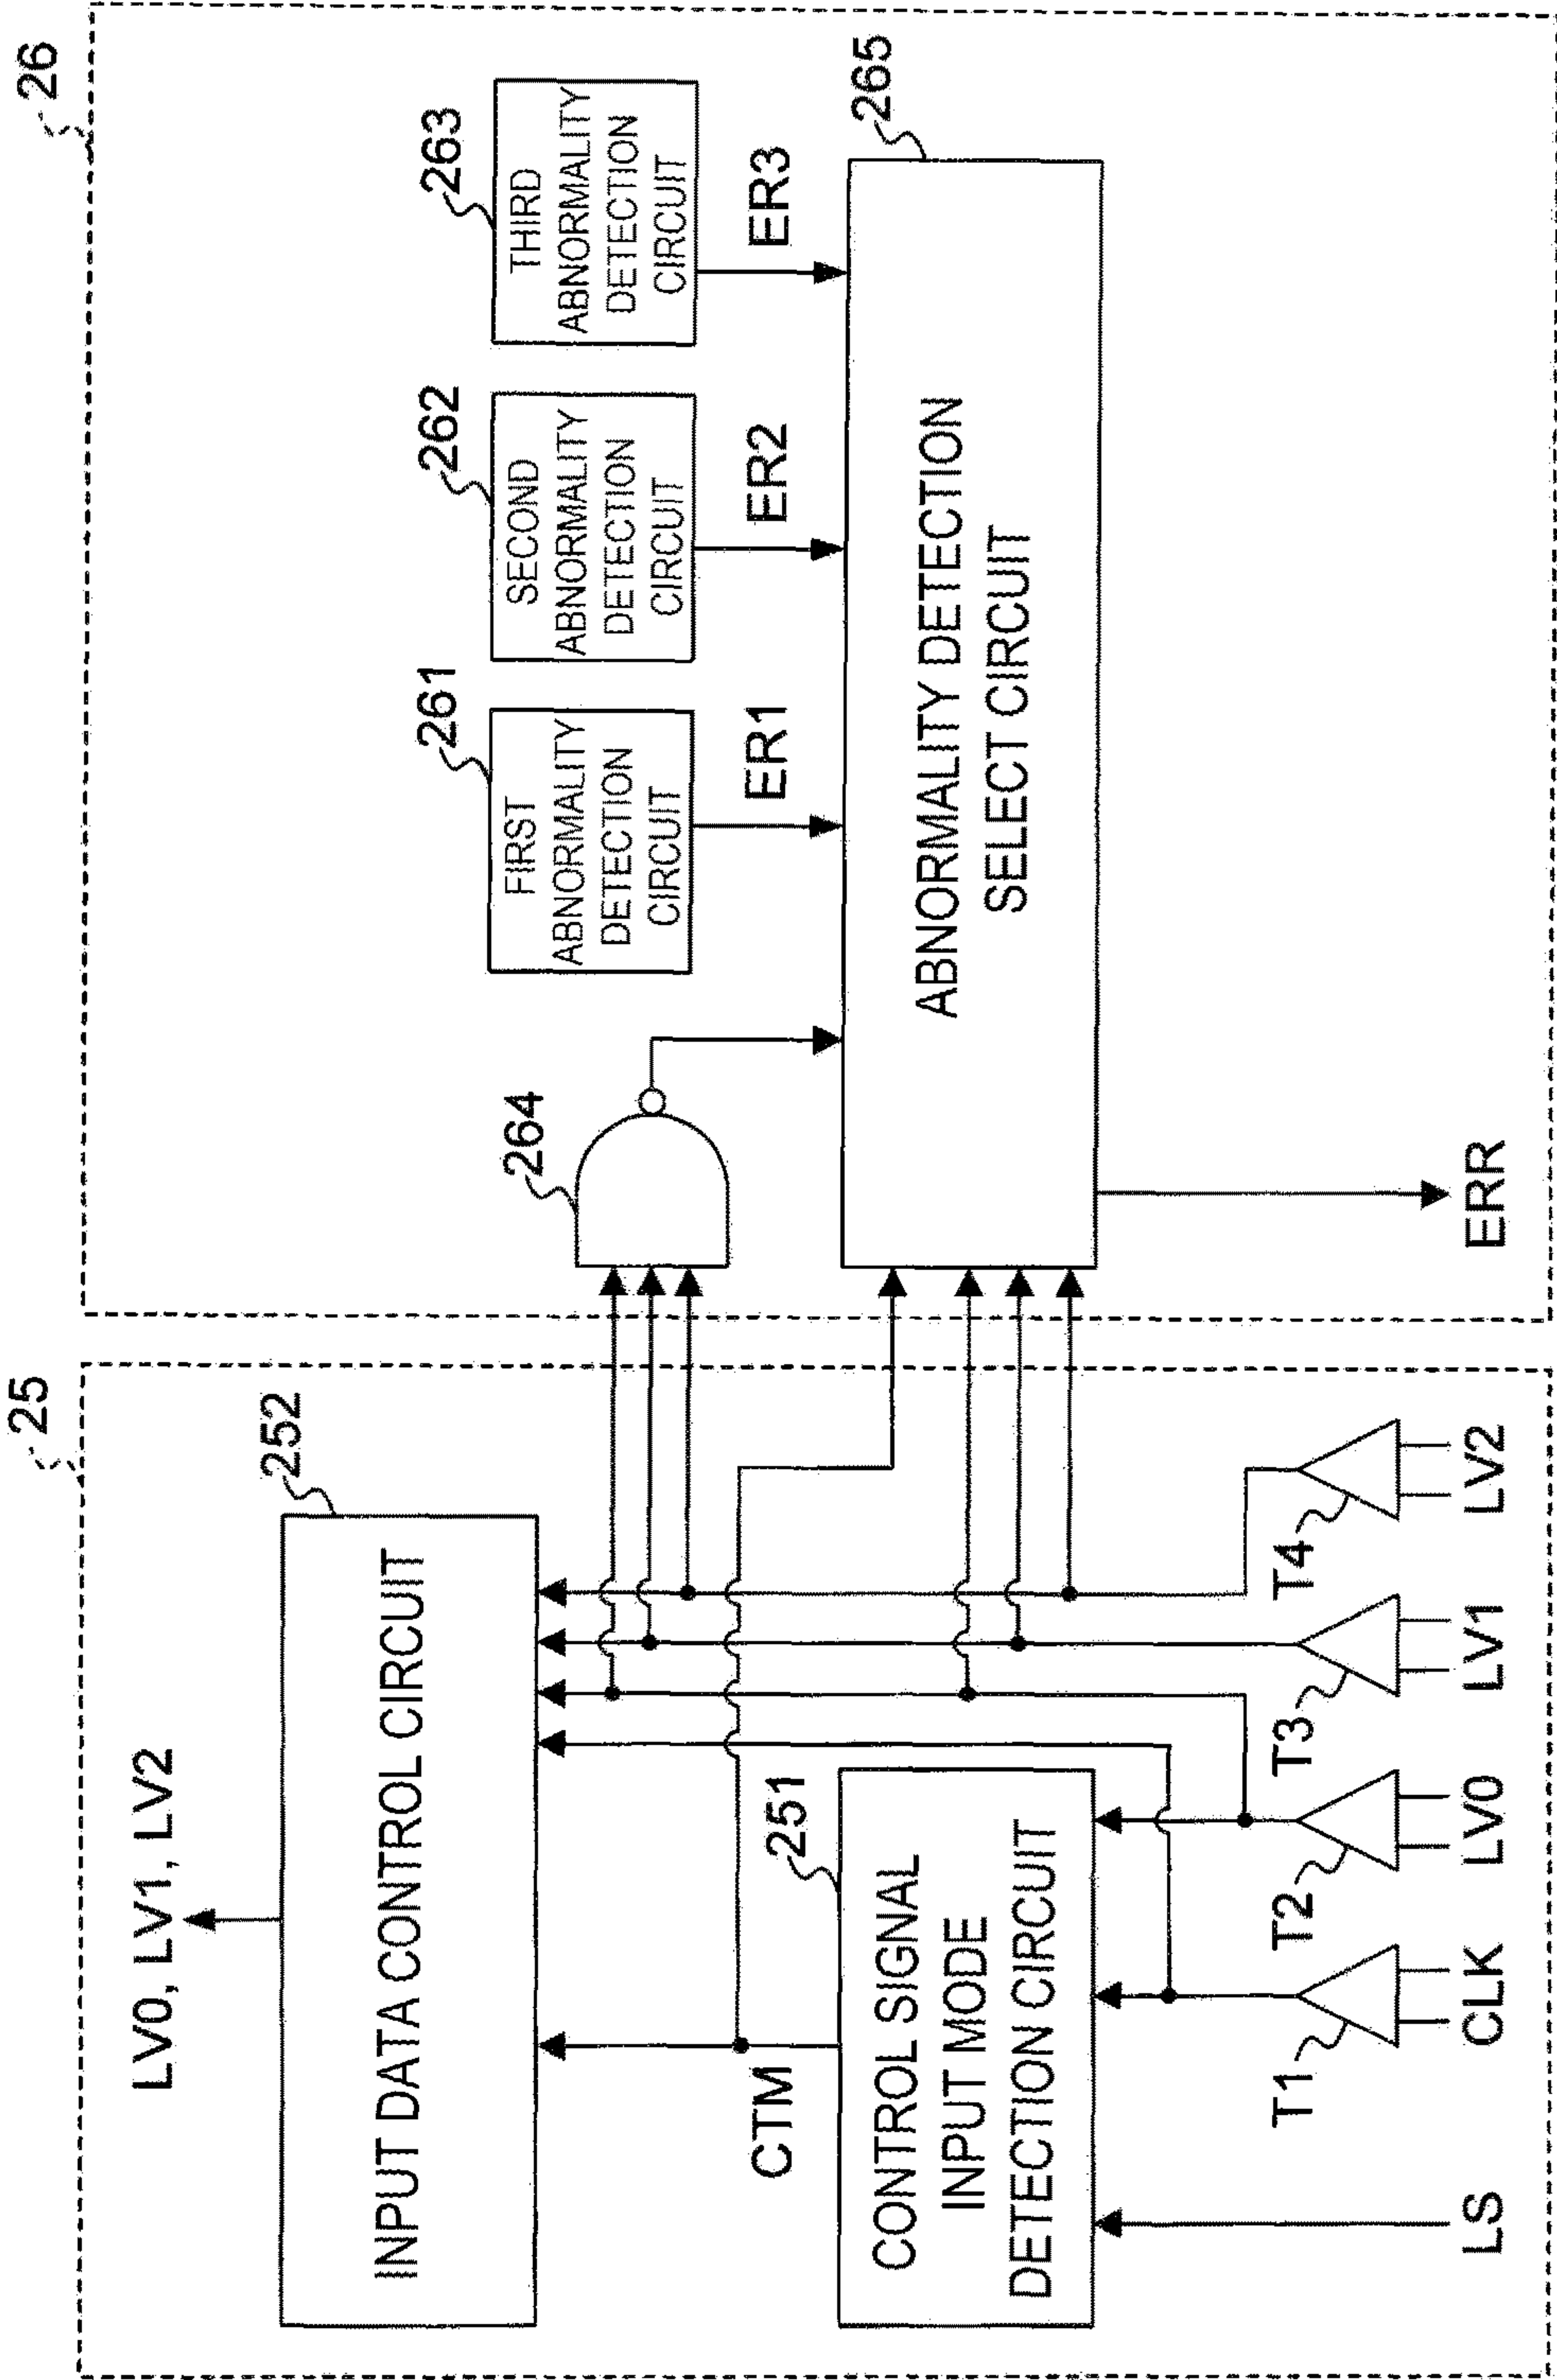 25
26
LV0, LV1, LV2
252
INPUT DATA CONTROL CIRCUIT
CTM
251
CONTROL SIGNAL
INPUT MODE
DETECTION CIRCUIT
T1
T2
T3
T4
LS
CLK
LV0
LV1
LV2
264
261
FIRST
ABNORMALITY
DETECTION
CIRCUIT
262
SECOND
ABNORMALITY
DETECTION
CIRCUIT
263
THIRD
ABNORMALITY
DETECTION
CIRCUIT
ER1
ER2
ER3
265
ABNORMALITY DETECTION
SELECT CIRCUIT
ERR